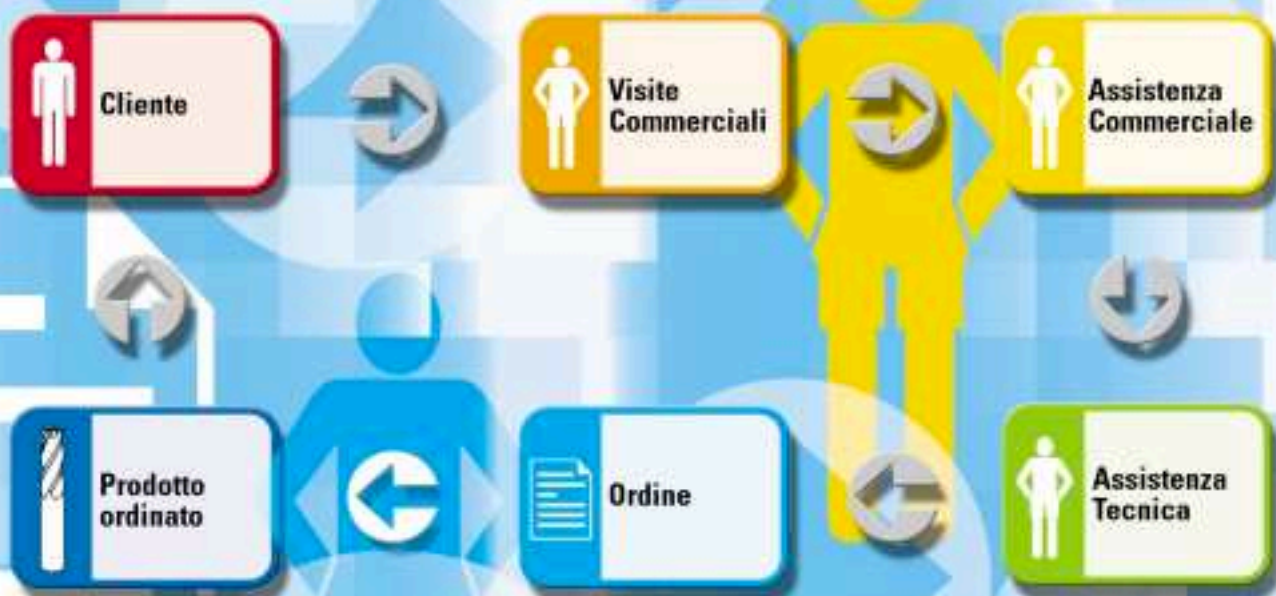 Cliente
Visite
Commerciali
Assistenza
Commerciale
Prodotto
ordinato
Ordine
Assistenza
Tecnica